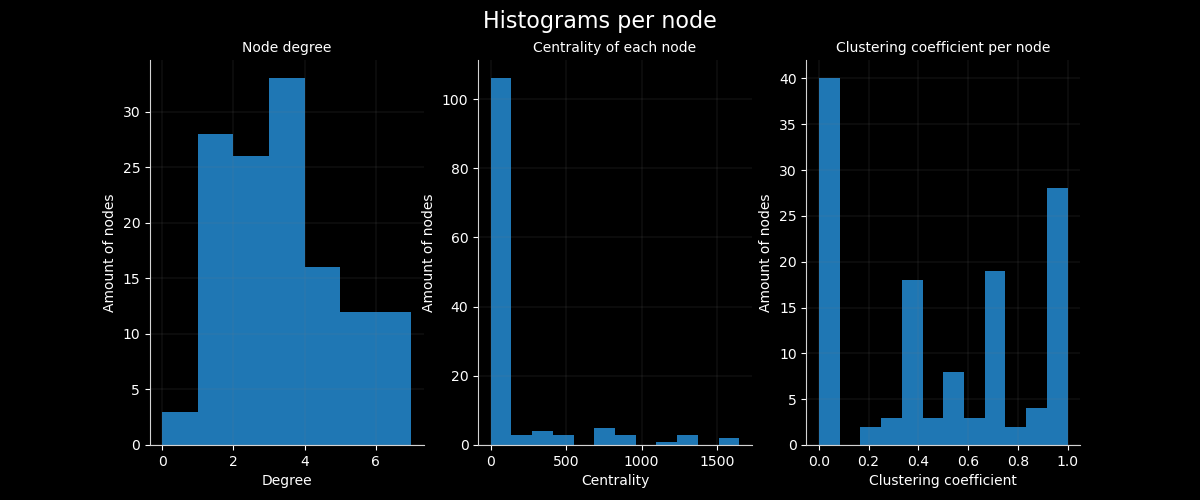 Histograms per node
Node degree
Amount of nodes
0
5
10
15
20
25
30
0 2 4 6
Degree
Centrality of each node
Amount of nodes
0
20
40
60
80
100
0 500 1000 1500
Centrality
Clustering coefficient per node
Amount of nodes
0
5
10
15
20
25
30
35
40
0.0 0.2 0.4 0.6 0.8 1.0
Clustering coefficient